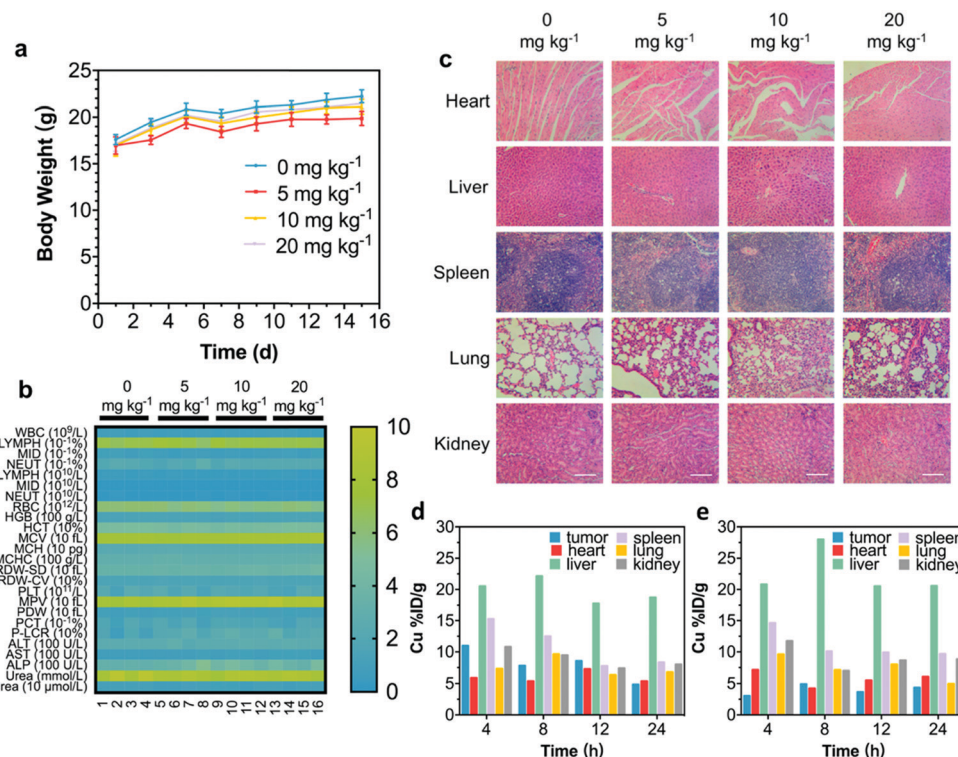 a
Body Weight (g)
25
20
15
10
5
0
0 2 4 6 8 10 12 14 16
Time (d)
0 mg kg⁻¹
5 mg kg⁻¹
10 mg kg⁻¹
20 mg kg⁻¹
b
0 5 10 20
mg kg⁻¹ mg kg⁻¹ mg kg⁻¹ mg kg⁻¹
WBC (10⁹/L)
LYMPH (10⁻¹%)
MID (10⁻¹%)
NEUT (10⁻¹%)
LYMPH (10¹⁰/L)
MID (10¹⁰/L)
NEUT (10¹⁰/L)
RBC (10¹²/L)
HGB (100 g/L)
HCT (10%)
MCV (10 fL)
MCH (10 pg)
MCHC (100 g/L)
RDW-SD (10 fL)
RDW-CV (10%)
PLT (10¹¹/L)
MPV (10 fL)
PDW (10 fL)
PCT (10⁻¹%)
P-LCR (10%)
ALT (100 U/L)
AST (100 U/L)
ALP (100 U/L)
Urea (mmol/L)
rea (10 µmol/L)
1 2 3 4 5 6 7 8 9 10 11 12 13 14 15 16
10
8
6
4
2
0
c
0 5 10 20
mg kg⁻¹ mg kg⁻¹ mg kg⁻¹ mg kg⁻¹
Heart
Liver
Spleen
Lung
Kidney
d
Cu %ID/g
30
25
20
15
10
5
0
tumor spleen
heart lung
liver kidney
4 8 12 24
Time (h)
e
Cu %ID/g
30
25
20
15
10
5
0
tumor spleen
heart lung
liver kidney
4 8 12 24
Time (h)